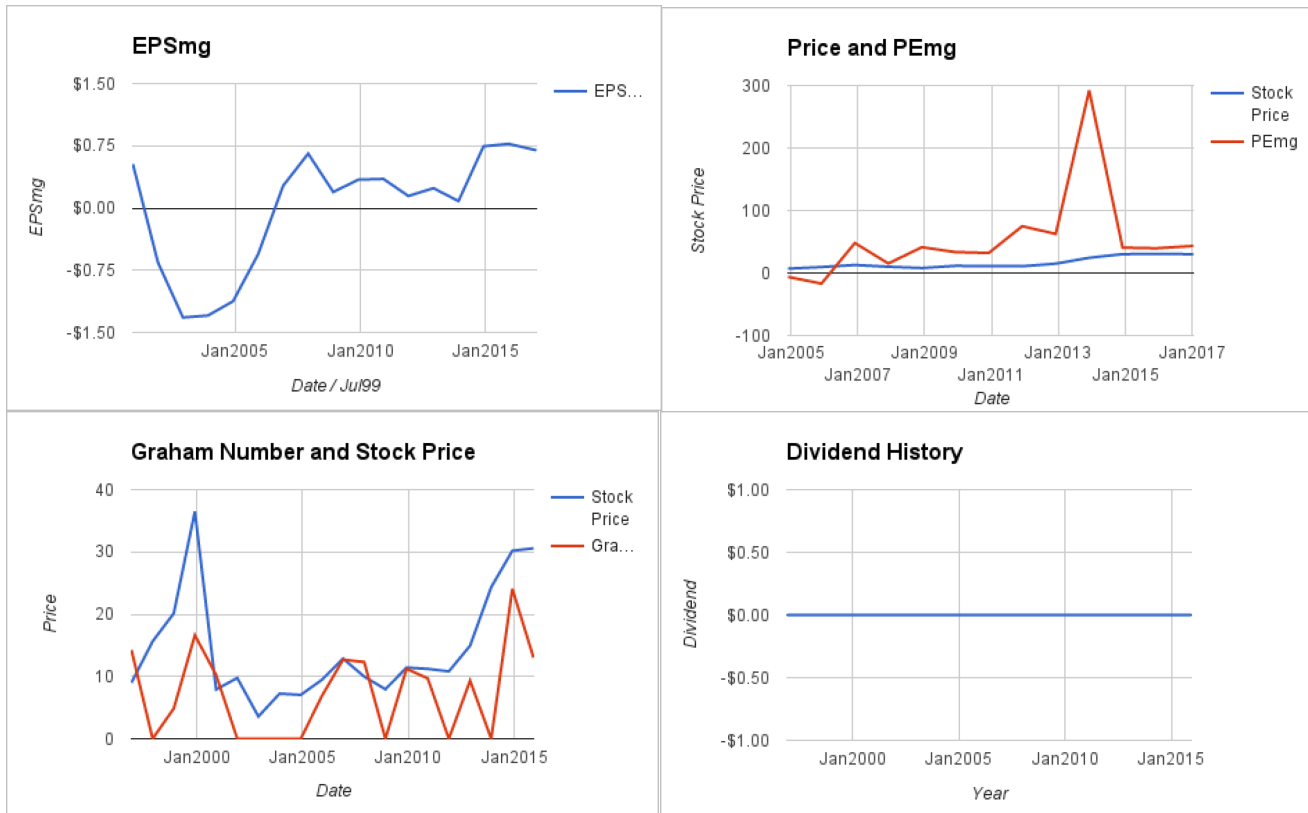 EPSmg
$1.50
$0.75
$0.00
-$0.75
-$1.50
EPSmg
Jan2005
Jan2010
Jan2015
Date / Jul99
EPS…
Price and PEmg
300
200
100
0
-100
Stock Price
Jan2005
Jan2009
Jan2013
Jan2017
Jan2007
Jan2011
Jan2015
Date
Stock
Price
PEmg
Graham Number and Stock Price
40
30
20
10
0
Price
Jan2000
Jan2005
Jan2010
Jan2015
Date
Stock
Price
Gra…
Dividend History
$1.00
$0.50
$0.00
-$0.50
-$1.00
Dividend
Jan2000
Jan2005
Jan2010
Jan2015
Year